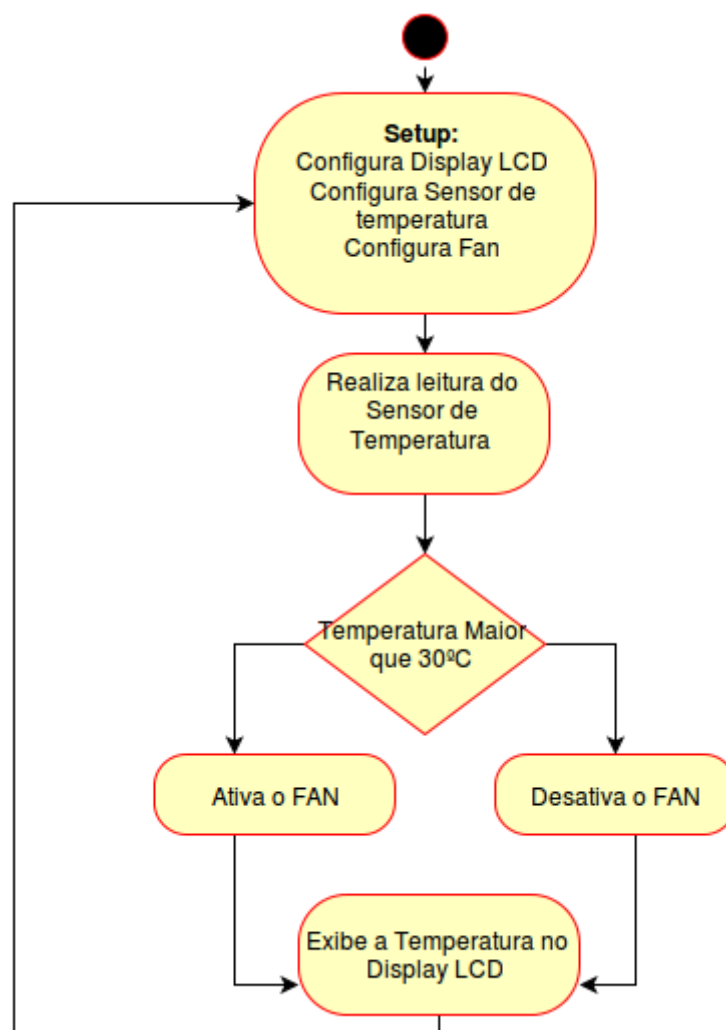 Setup:
Configura Display LCD
Configura Sensor de
temperatura
Configura Fan
Realiza leitura do
Sensor de
Temperatura
Temperatura Maior
que 30ºC
Ativa o FAN
Desativa o FAN
Exibe a Temperatura no
Display LCD